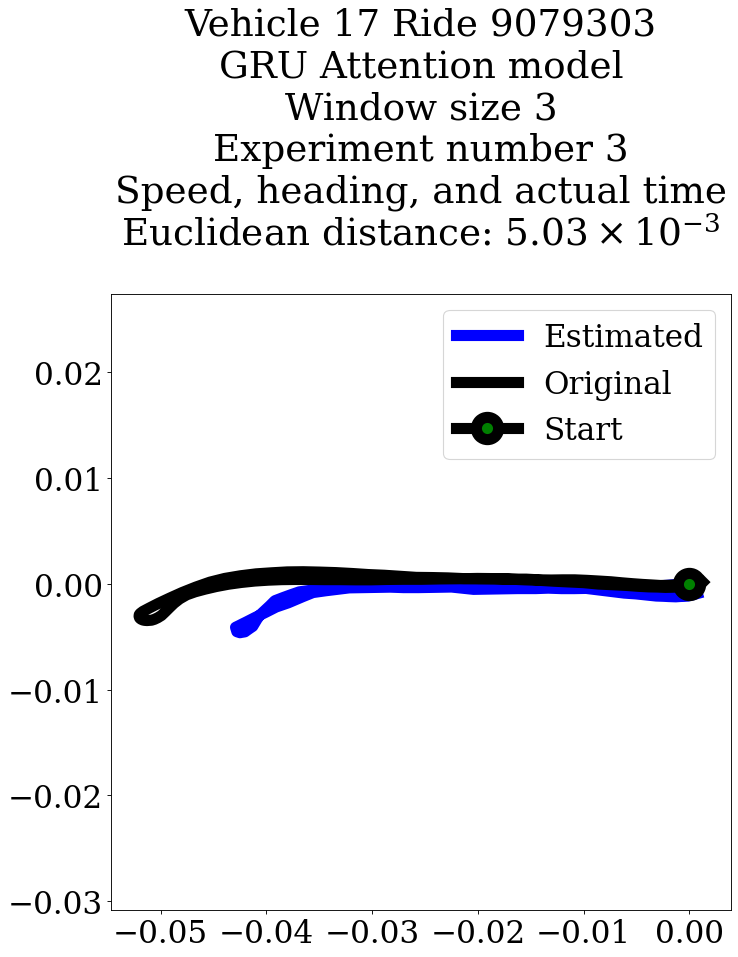 Vehicle 17 Ride 9079303
GRU Attention model
Window size 3
Experiment number 3
Speed, heading, and actual time
Euclidean distance: 5.03 × 10⁻³
Estimated
Original
Start
0.02
0.01
0.00
−0.01
−0.02
−0.03
−0.05 −0.04 −0.03 −0.02 −0.01 0.00